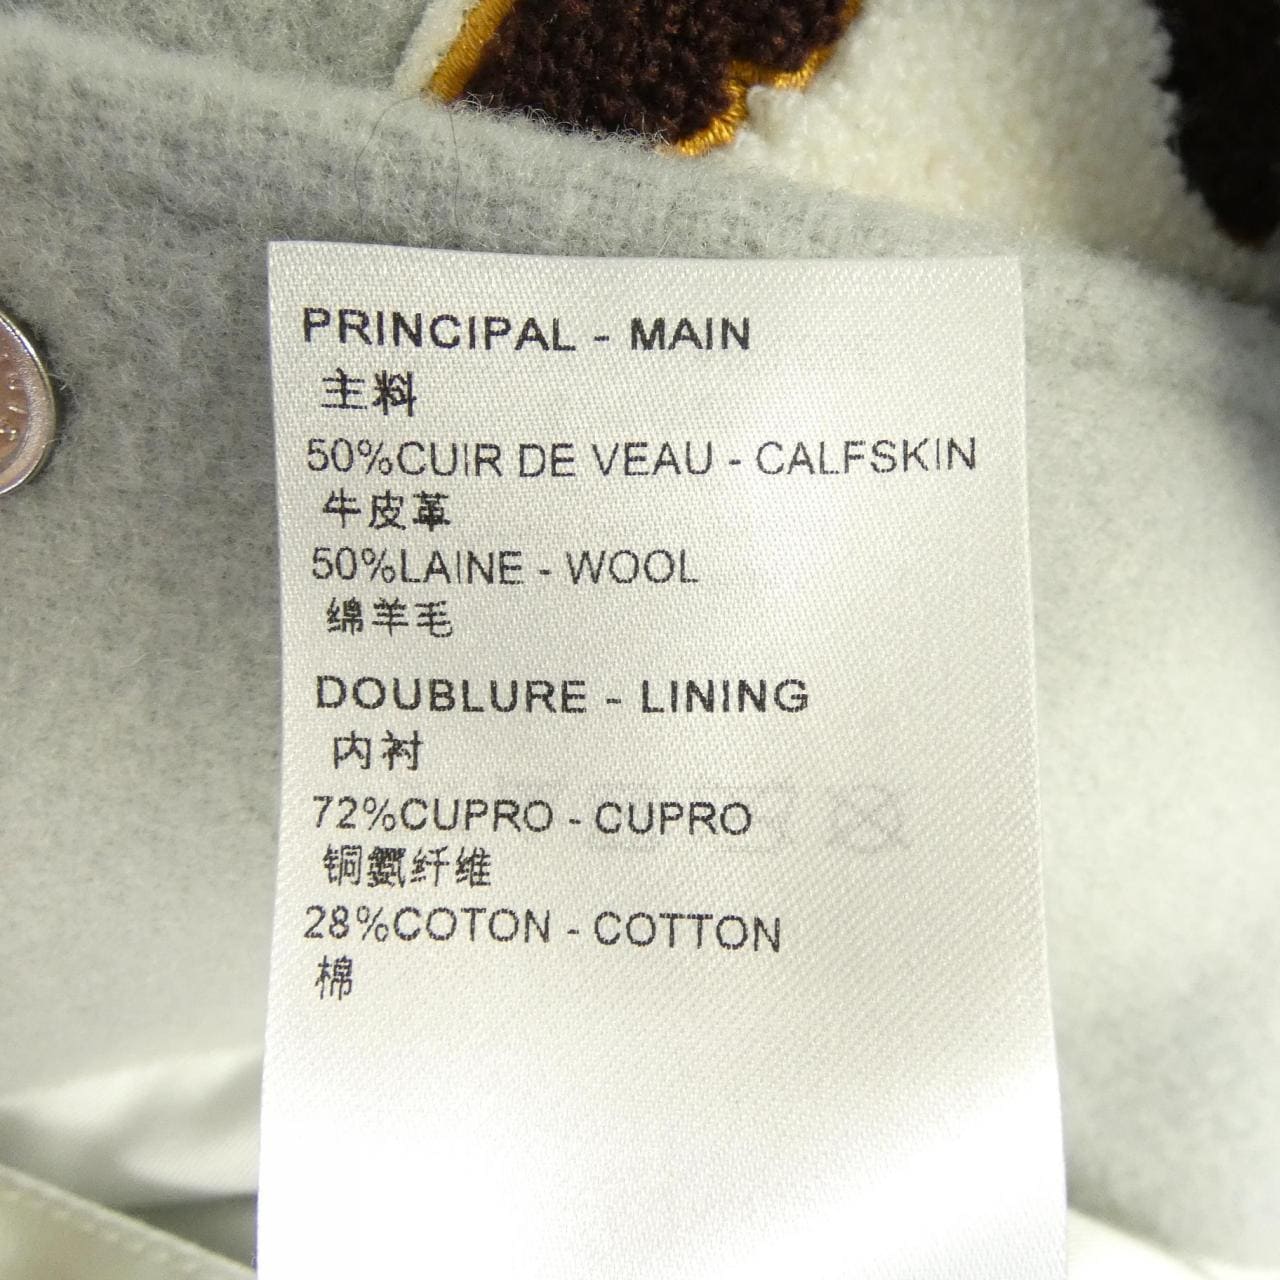 PRINCIPAL - MAIN
主料
50%CUIR DE VEAU - CALFSKIN
牛皮革
50%LAINE - WOOL
绵羊毛
DOUBLURE - LINING
内衬
72%CUPRO - CUPRO
铜氨纤维
28%COTON - COTTON
棉